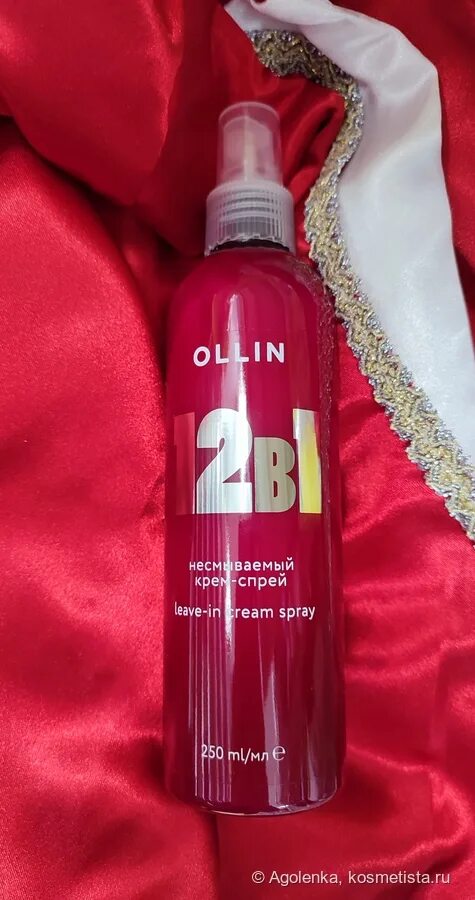 OLLIN
12В1
несмываемый
крем-спрей
leave-in cream spray
250 ml/мл ℮
© Agolenka, kosmetista.ru